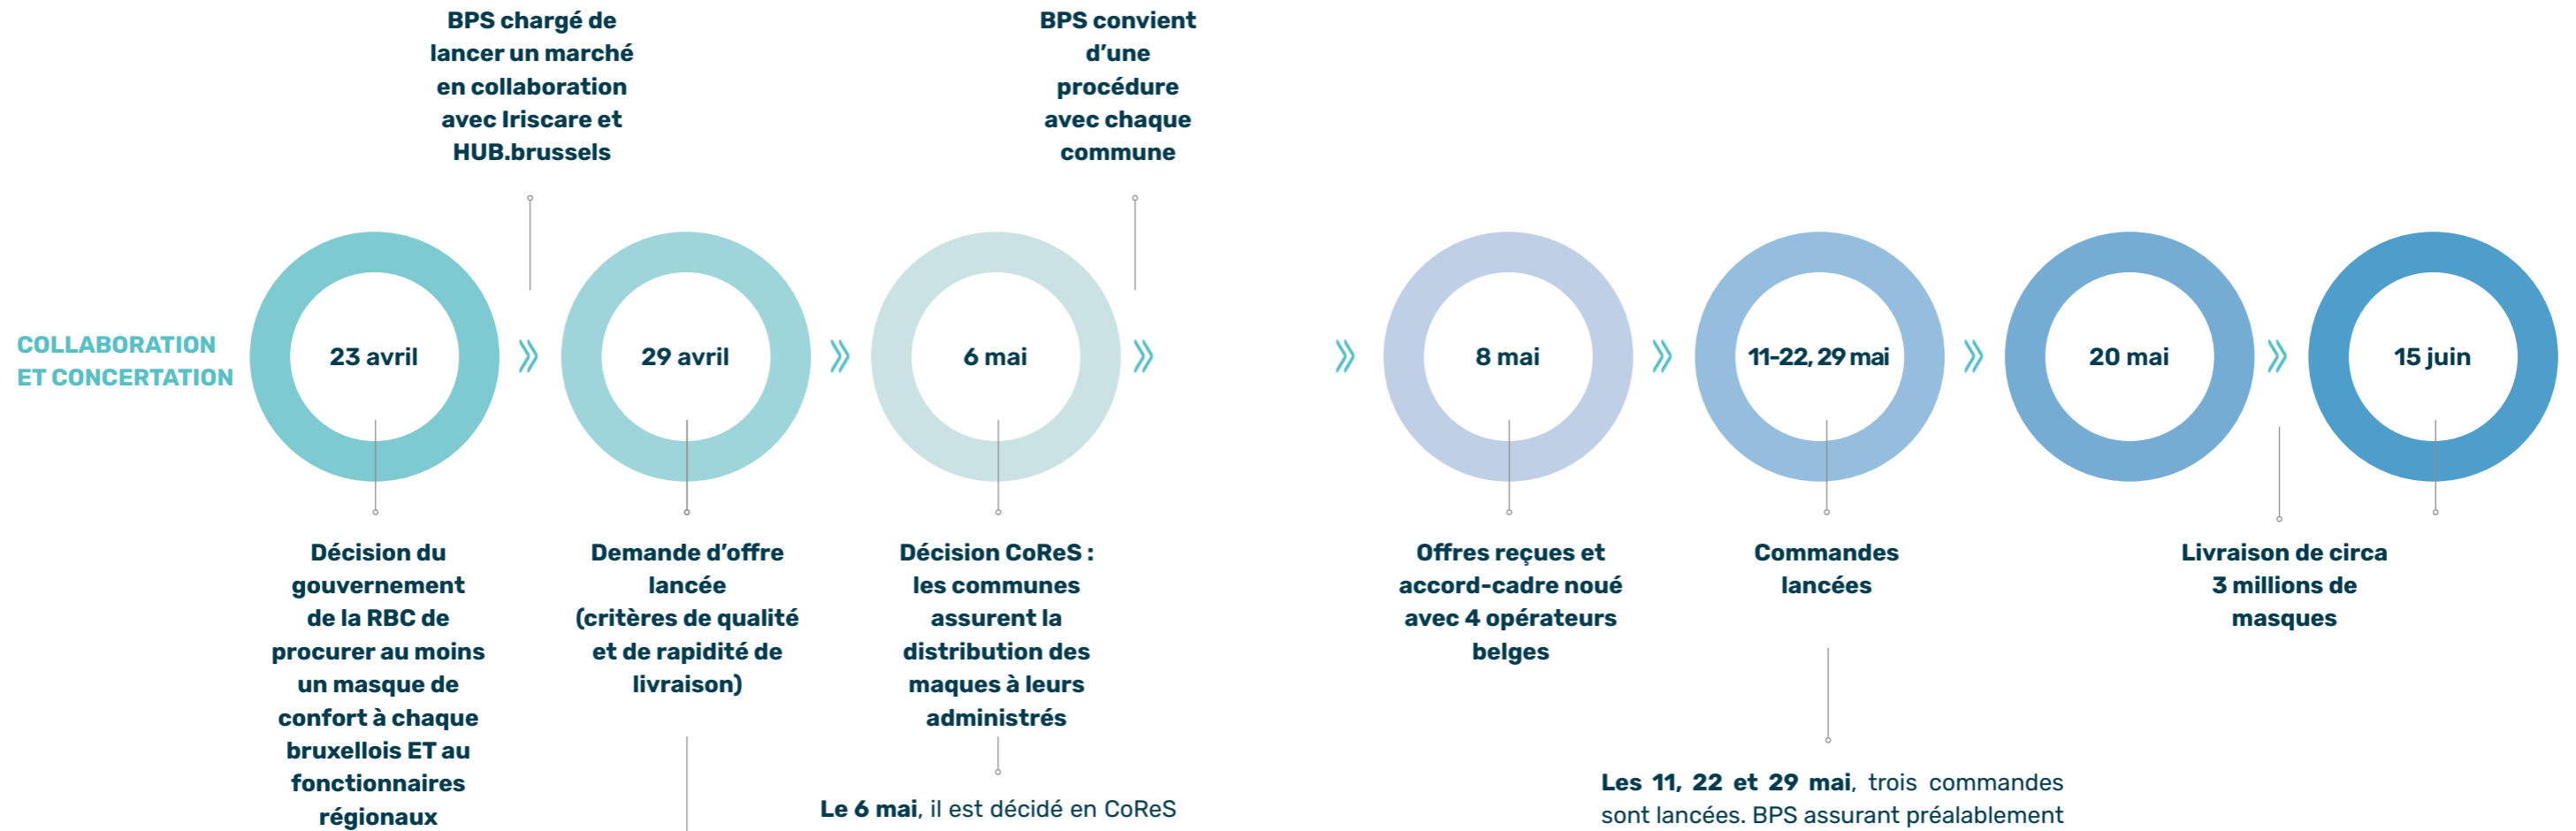 BPS chargé de
lancer un marché
en collaboration
avec Iriscare et
HUB.brussels
BPS convient
d’une
procédure
avec chaque
commune
COLLABORATION
ET CONCERTATION
23 avril
29 avril
6 mai
8 mai
11-22, 29 mai
20 mai
15 juin
Décision du
gouvernement
de la RBC de
procurer au moins
un masque de
confort à chaque
bruxellois ET au
fonctionnaires
régionaux
Demande d’offre
lancée
(critères de qualité
et de rapidité de
livraison)
Décision CoReS :
les communes
assurent la
distribution des
maques à leurs
administrés
Le 6 mai, il est décidé en CoReS
Offres reçues et
accord-cadre noué
avec 4 opérateurs
belges
Commandes
lancées
Les 11, 22 et 29 mai, trois commandes
sont lancées. BPS assurant préalablement
Livraison de circa
3 millions de
masques